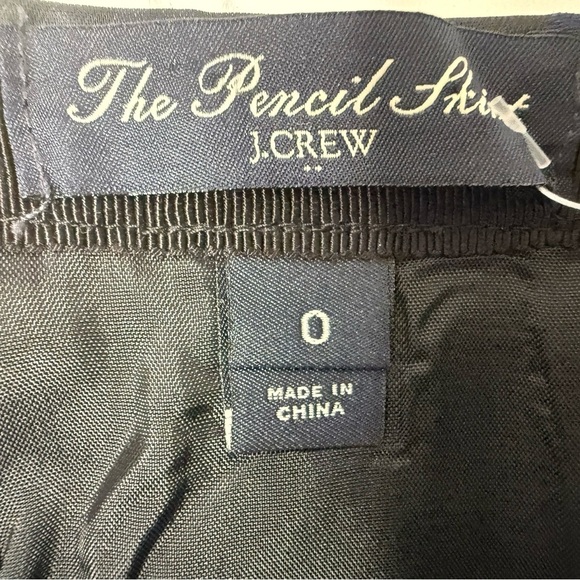 The Pencil Skirt
J.CREW
0
MADE IN
CHINA